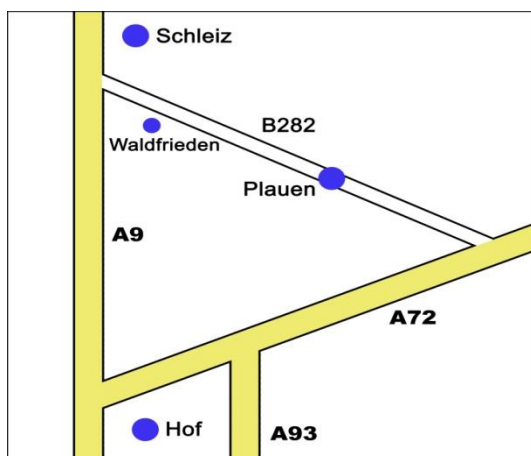 Schleiz
B282
Waldfrieden
Plauen
A9
A72
Hof
A93